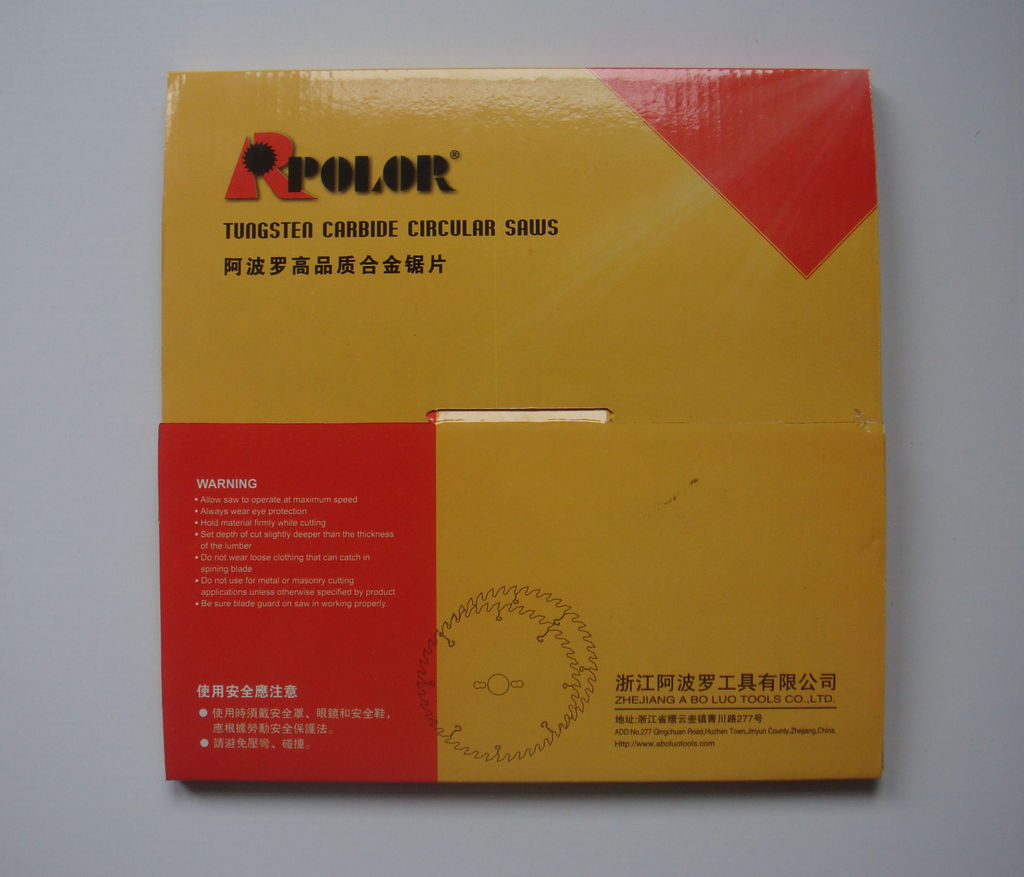 RPOLOR®
TUNGSTEN CARBIDE CIRCULAR SAWS
阿波罗高品质合金锯片
WARNING
• Allow saw to operate at maximum speed
• Always wear eye protection
• Hold material firmly while cutting
• Set depth of cut slightly deeper than the thickness
of the lumber
• Do not wear loose clothing that can catch in
spining blade
• Do not use for metal or masonry cutting
applications unless otherwise specified by product
• Be sure blade guard on saw in working properly.
使用安全應注意
● 使用時須戴安全罩、眼鏡和安全鞋,
應根據勞動安全保護法。
● 請避免壓彎、碰撞。
浙江阿波罗工具有限公司
ZHEJIANG A BO LUO TOOLS CO.,LTD.
地址:浙江省缙云壶镇青川路277号
ADD:No.277 Qingchuan Road,Huzhen Town,Jinyun County,Zhejiang,China.
Http://www.aboluotools.com